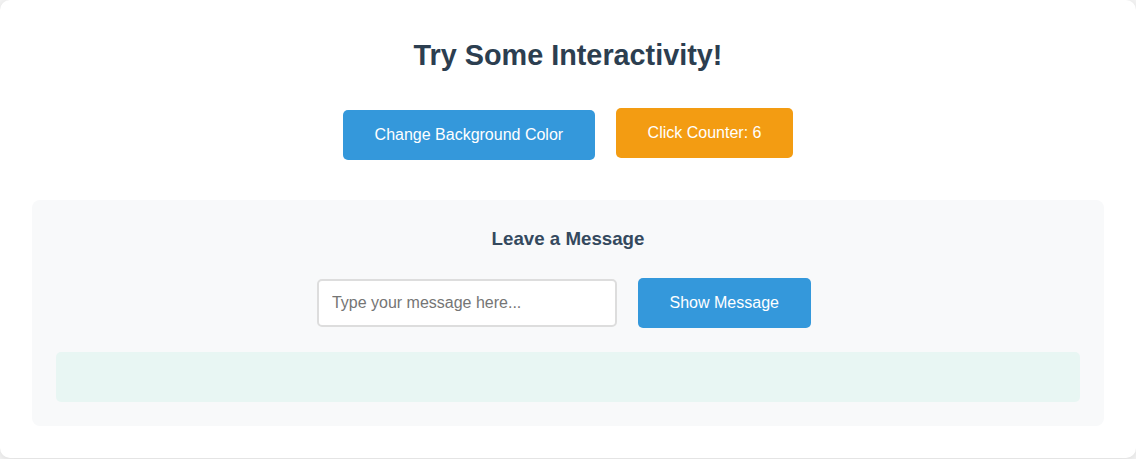 Try Some Interactivity!
Change Background Color
Click Counter: 6
Leave a Message
Type your message here...
Show Message